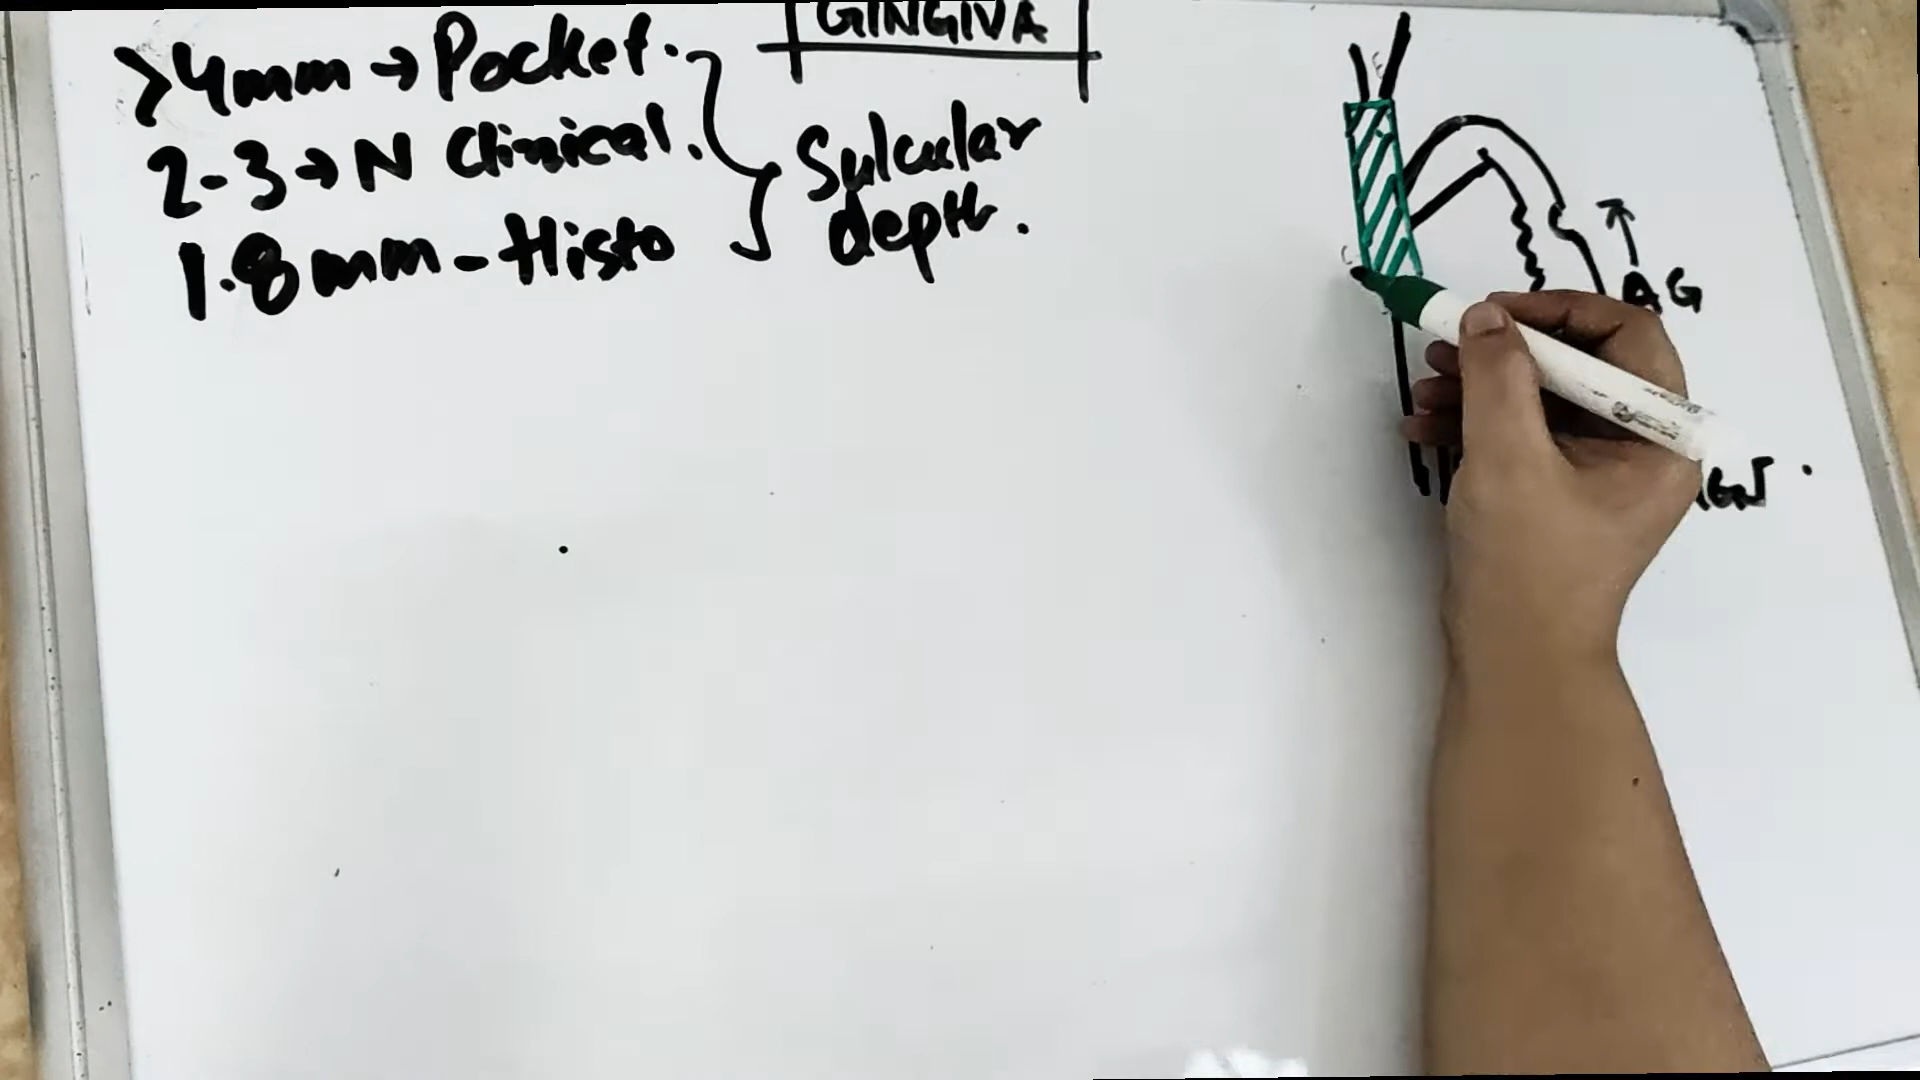 GINGIVA
>4mm → Pocket.
2-3 → N Clinical.
1.8mm - Histo
Sulcular
depth.
AG